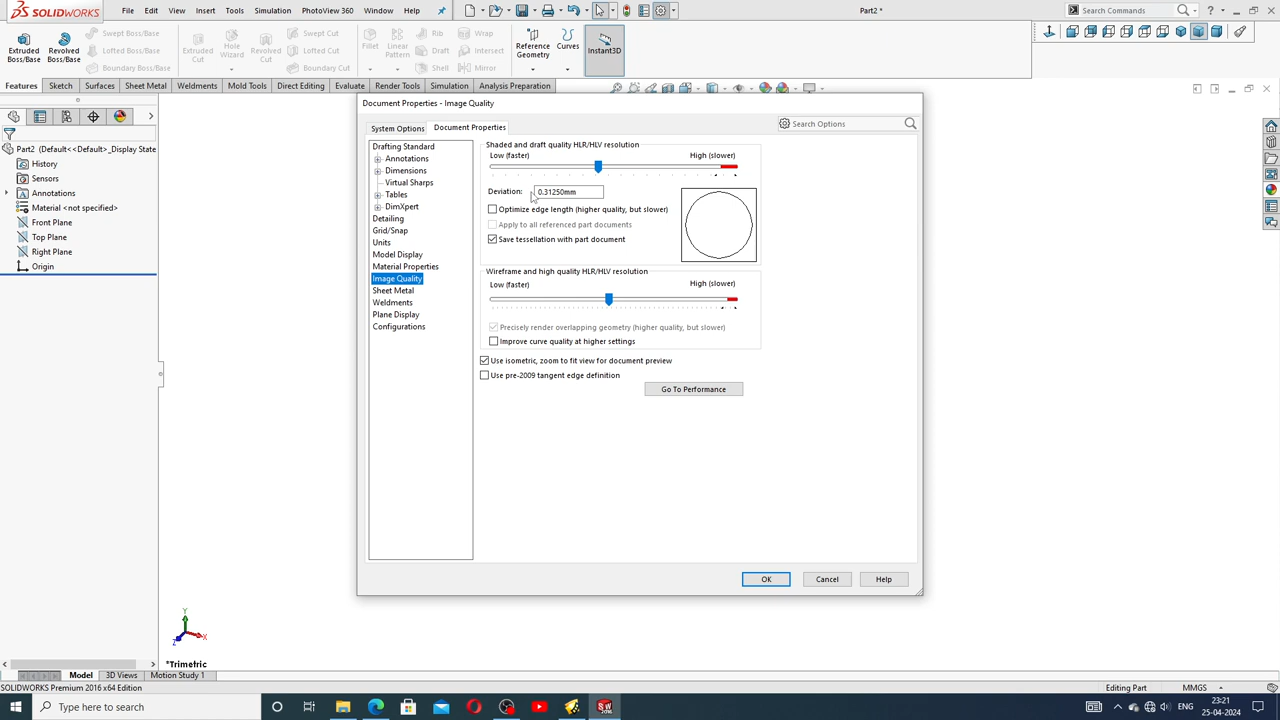 SOLIDWORKS File Edit View Insert Tools Simulation PhotoView 360 Window Help Part2 * Search Commands
Extruded Boss/Base Revolved Boss/Base Swept Boss/Base Lofted Boss/Base Boundary Boss/Base Extruded Cut Hole Wizard Revolved Cut Swept Cut Lofted Cut Boundary Cut Fillet Linear Pattern Rib Draft Shell Wrap Intersect Mirror Reference Geometry Curves Instant3D
Features Sketch Surfaces Sheet Metal Weldments Mold Tools Direct Editing Evaluate Render Tools Simulation Analysis Preparation
Part2 (Default<<Default>_Display State
History
Sensors
Annotations
Material <not specified>
Front Plane
Top Plane
Right Plane
Origin
Document Properties - Image Quality
System Options Document Properties Search Options
Drafting Standard
Annotations
Dimensions
Virtual Sharps
Tables
DimXpert
Detailing
Grid/Snap
Units
Model Display
Material Properties
Image Quality
Sheet Metal
Weldments
Plane Display
Configurations
Shaded and draft quality HLR/HLV resolution
Low (faster) High (slower)
Deviation: 0.31250mm
Optimize edge length (higher quality, but slower)
Apply to all referenced part documents
Save tessellation with part document
Wireframe and high quality HLR/HLV resolution
Low (faster) High (slower)
Precisely render overlapping geometry (higher quality, but slower)
Improve curve quality at higher settings
Use isometric, zoom to fit view for document preview
Use pre-2009 tangent edge definition
Go To Performance
OK Cancel Help
Y
X
Z
*Trimetric
Model 3D Views Motion Study 1
SOLIDWORKS Premium 2016 x64 Edition Editing Part MMGS
Type here to search ENG 23:21
25-04-2024